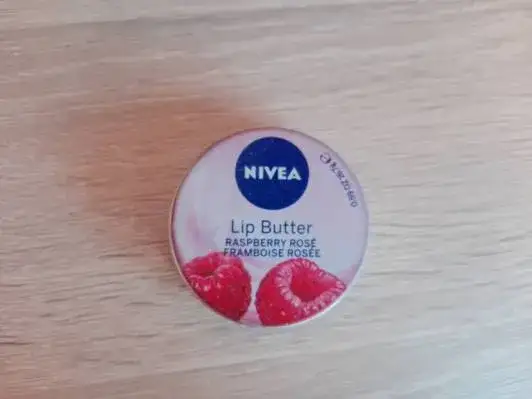 NIVEA
Lip Butter
RASPBERRY ROSÉ
FRAMBOISE ROSÉE